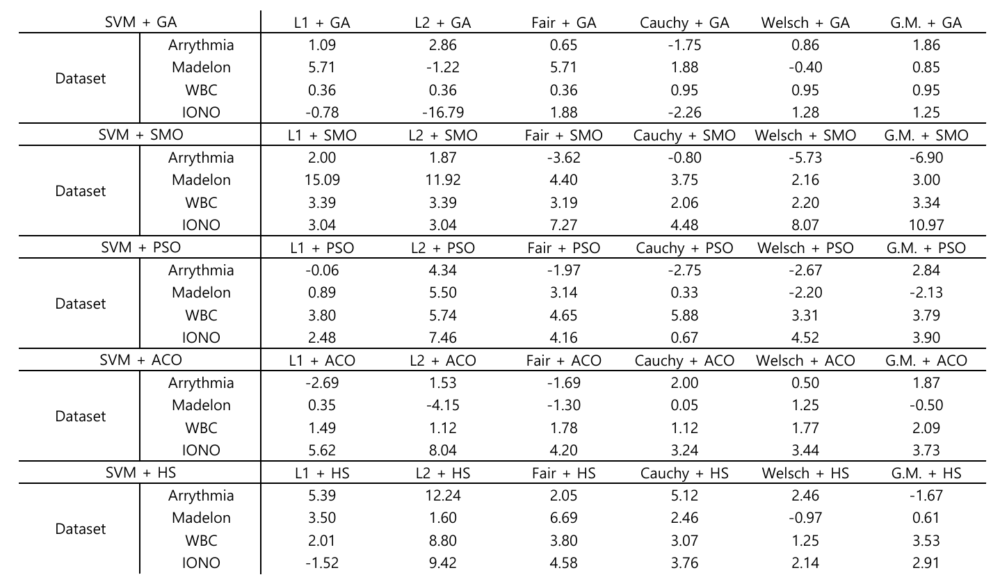 SVM + GA L1 + GA L2 + GA Fair + GA Cauchy + GA Welsch + GA G.M. + GA
Arrythmia 1.09 2.86 0.65 -1.75 0.86 1.86
Madelon 5.71 -1.22 5.71 1.88 -0.40 0.85
Dataset
WBC 0.36 0.36 0.36 0.95 0.95 0.95
IONO -0.78 -16.79 1.88 -2.26 1.28 1.25
SVM + SMO L1 + SMO L2 + SMO Fair + SMO Cauchy + SMO Welsch + SMO G.M. + SMO
Arrythmia 2.00 1.87 -3.62 -0.80 -5.73 -6.90
Madelon 15.09 11.92 4.40 3.75 2.16 3.00
Dataset
WBC 3.39 3.39 3.19 2.06 2.20 3.34
IONO 3.04 3.04 7.27 4.48 8.07 10.97
SVM + PSO L1 + PSO L2 + PSO Fair + PSO Cauchy + PSO Welsch + PSO G.M. + PSO
Arrythmia -0.06 4.34 -1.97 -2.75 -2.67 2.84
Madelon 0.89 5.50 3.14 0.33 -2.20 -2.13
Dataset
WBC 3.80 5.74 4.65 5.88 3.31 3.79
IONO 2.48 7.46 4.16 0.67 4.52 3.90
SVM + ACO L1 + ACO L2 + ACO Fair + ACO Cauchy + ACO Welsch + ACO G.M. + ACO
Arrythmia -2.69 1.53 -1.69 2.00 0.50 1.87
Madelon 0.35 -4.15 -1.30 0.05 1.25 -0.50
Dataset
WBC 1.49 1.12 1.78 1.12 1.77 2.09
IONO 5.62 8.04 4.20 3.24 3.44 3.73
SVM + HS L1 + HS L2 + HS Fair + HS Cauchy + HS Welsch + HS G.M. + HS
Arrythmia 5.39 12.24 2.05 5.12 2.46 -1.67
Madelon 3.50 1.60 6.69 2.46 -0.97 0.61
Dataset
WBC 2.01 8.80 3.80 3.07 1.25 3.53
IONO -1.52 9.42 4.58 3.76 2.14 2.91